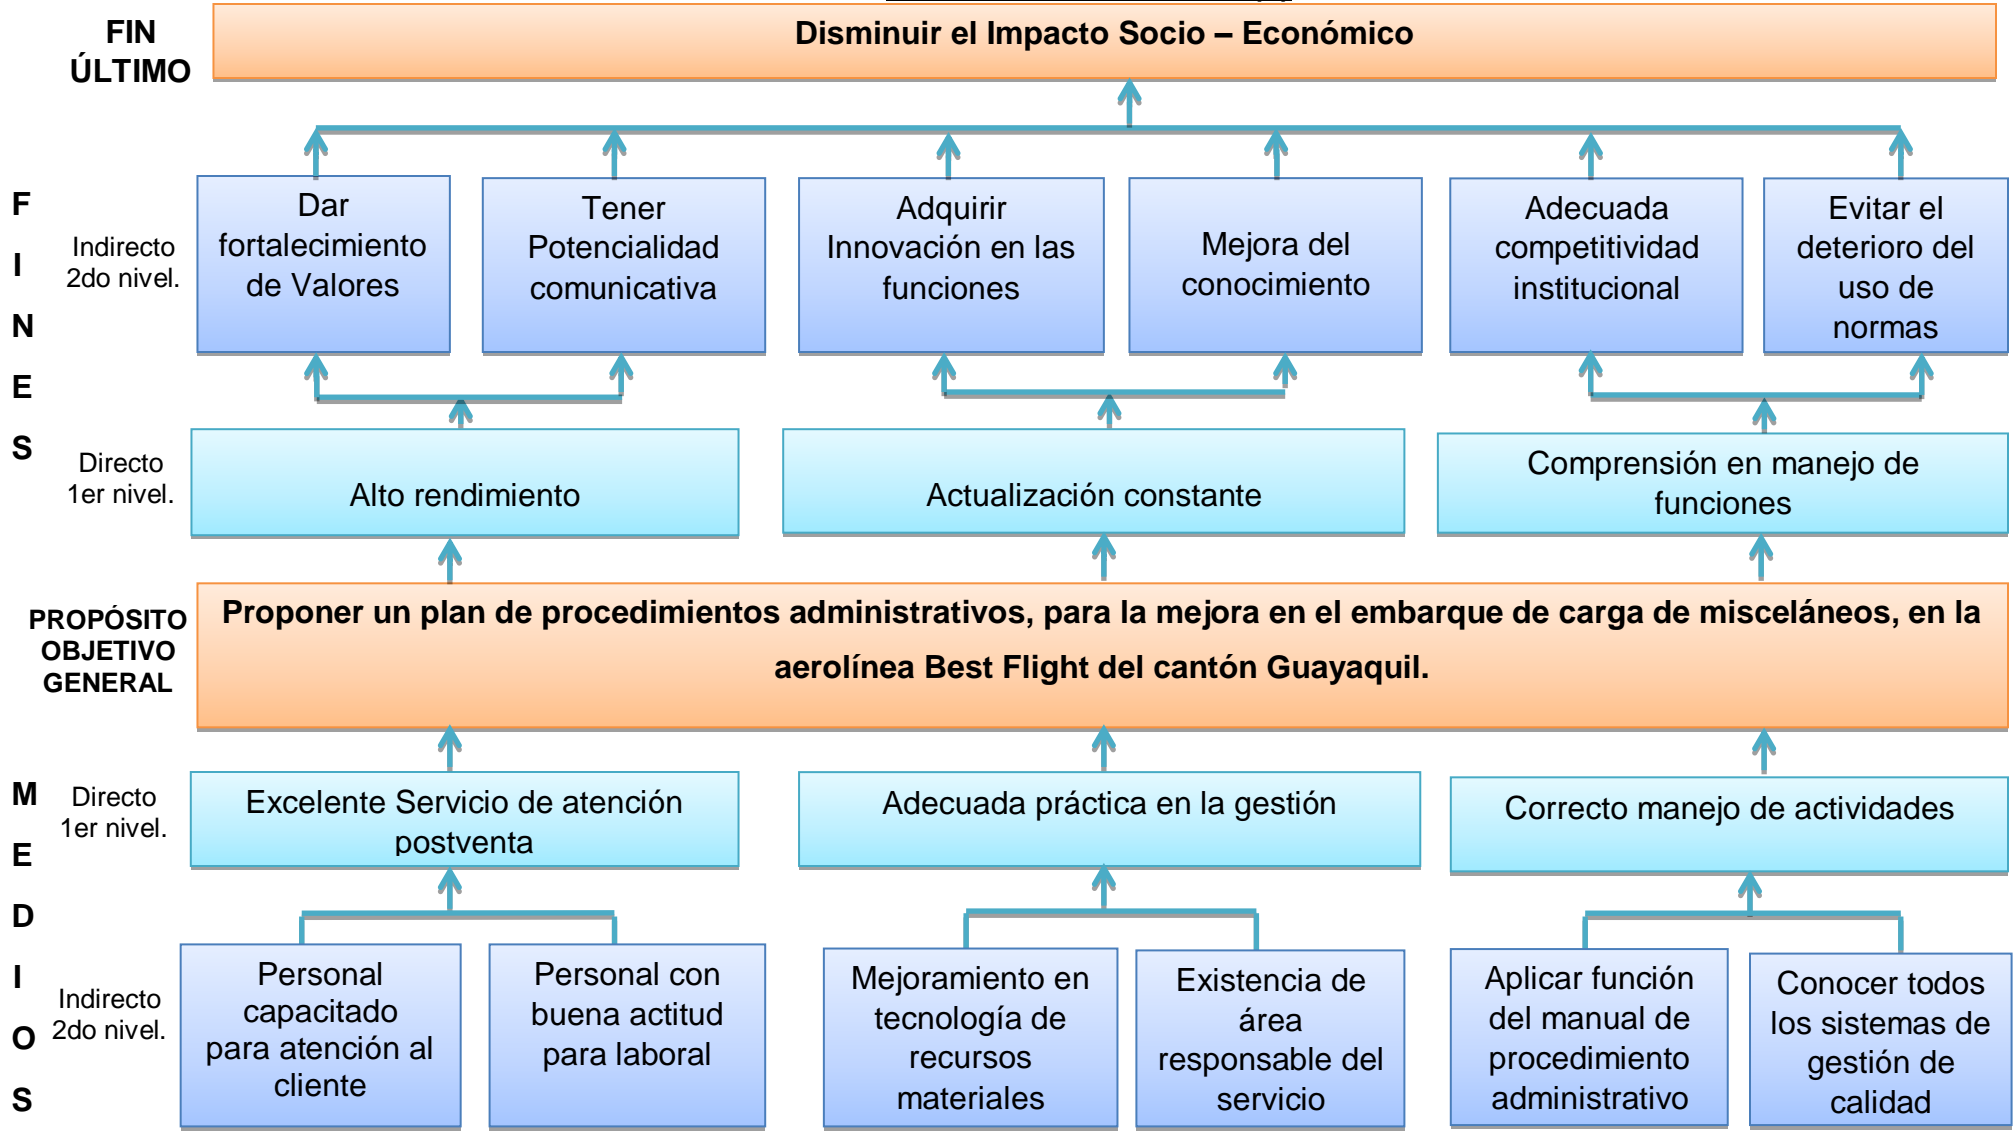 FIN
ÚLTIMO
Disminuir el Impacto Socio – Económico
F
I
N
E
S
Indirecto
2do nivel.
Dar
fortalecimiento
de Valores
Tener
Potencialidad
comunicativa
Adquirir
Innovación en las
funciones
Mejora del
conocimiento
Adecuada
competitividad
institucional
Evitar el
deterioro del
uso de
normas
Directo
1er nivel.
Alto rendimiento
Actualización constante
Comprensión en manejo de
funciones
PROPÓSITO
OBJETIVO
GENERAL
Proponer un plan de procedimientos administrativos, para la mejora en el embarque de carga de misceláneos, en la
aerolínea Best Flight del cantón Guayaquil.
M
E
D
I
O
S
Directo
1er nivel.
Excelente Servicio de atención
postventa
Adecuada práctica en la gestión
Correcto manejo de actividades
Indirecto
2do nivel.
Personal
capacitado
para atención al
cliente
Personal con
buena actitud
para laboral
Mejoramiento en
tecnología de
recursos
materiales
Existencia de
área
responsable del
servicio
Aplicar función
del manual de
procedimiento
administrativo
Conocer todos
los sistemas de
gestión de
calidad